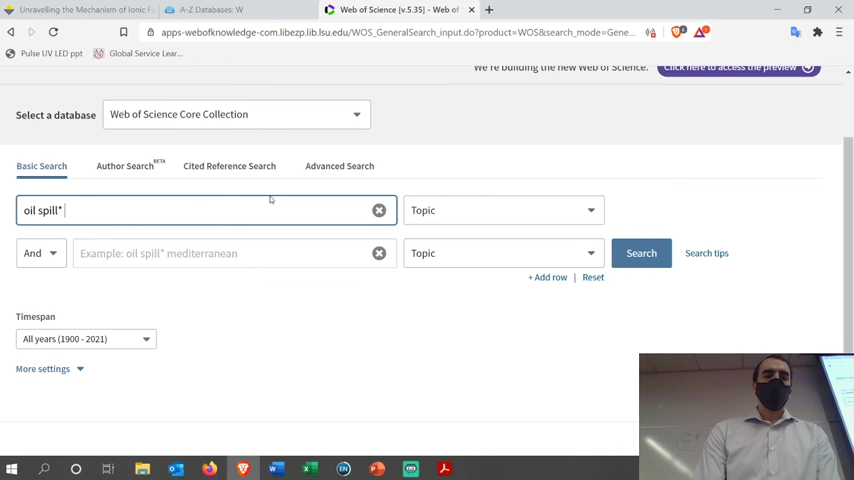 Unravelling the Mechanism of Ionic F
A-Z Databases: W
Web of Science [v.5.35] - Web of
apps-webofknowledge-com.libezp.lib.lsu.edu/WOS_GeneralSearch_input.do?product=WOS&search_mode=Gene...
Pulse UV LED ppt
Global Service Lear...
We're building the new Web of Science.
Click here to access the preview
Select a database
Web of Science Core Collection
Basic Search
Author Search BETA
Cited Reference Search
Advanced Search
oil spill*
Topic
And
Example: oil spill* mediterranean
Topic
Search
Search tips
+ Add row | Reset
Timespan
All years (1900 - 2021)
More settings